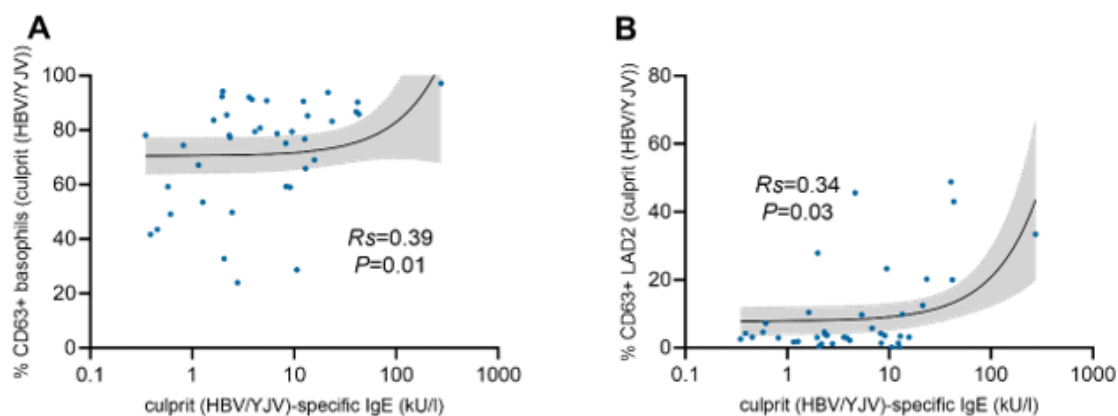 A
% CD63+ basophils (culprit (HBV/YJV))
100
80
60
40
20
0
Rs=0.39
P=0.01
0.1 1 10 100 1000
culprit (HBV/YJV)-specific IgE (kU/l)
B
% CD63+ LAD2 (culprit (HBV/YJV))
80
60
40
20
0
Rs=0.34
P=0.03
0.1 1 10 100 1000
culprit (HBV/YJV)-specific IgE (kU/l)